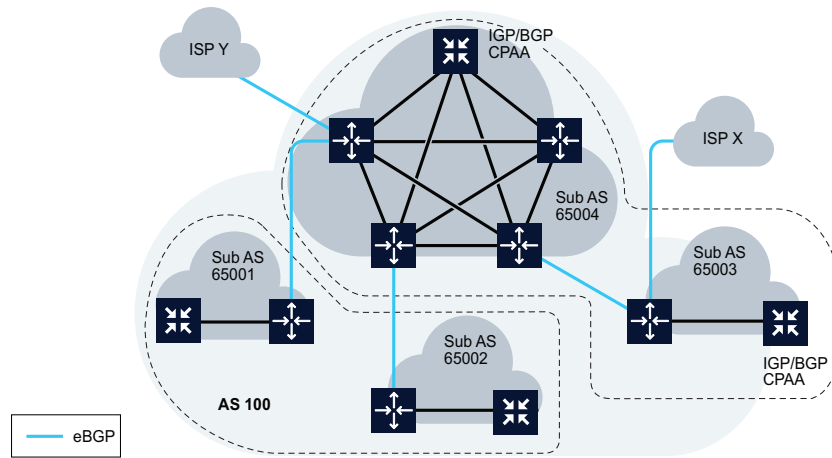 IGP/BGP
CPAA
ISP Y
ISP X
Sub AS
65004
Sub AS
65001
Sub AS
65003
Sub AS
65002
IGP/BGP
CPAA
AS 100
eBGP